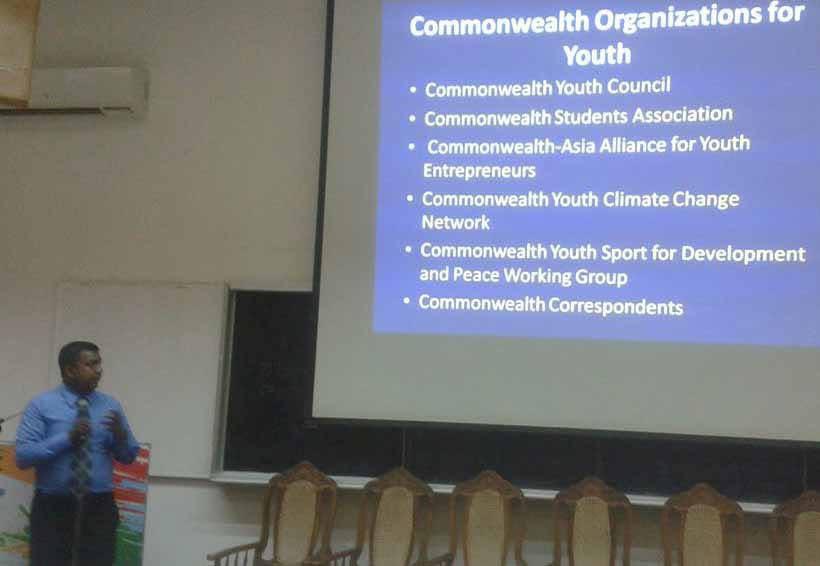 Commonwealth Organizations for
Youth
• Commonwealth Youth Council
• Commonwealth Students Association
• Commonwealth-Asia Alliance for Youth
Entrepreneurs
• Commonwealth Youth Climate Change
Network
• Commonwealth Youth Sport for Development
and Peace Working Group
• Commonwealth Correspondents